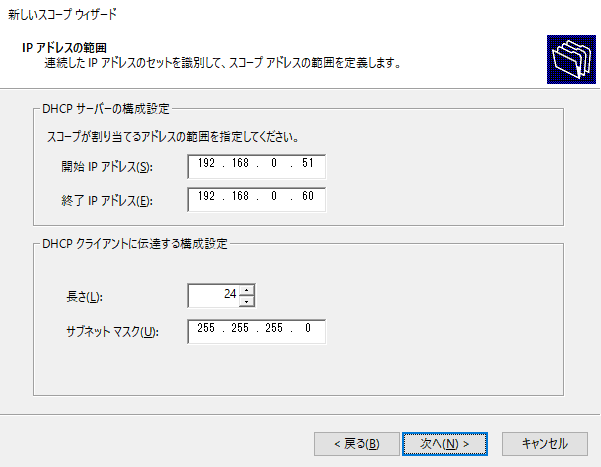 新しいスコープ ウィザード
IP アドレスの範囲
連続した IP アドレスのセットを識別して、スコープ アドレスの範囲を定義します。
DHCP サーバーの構成設定
スコープが割り当てるアドレスの範囲を指定してください。
開始 IP アドレス(S): 192 . 168 . 0 . 51
終了 IP アドレス(E): 192 . 168 . 0 . 60
DHCP クライアントに伝達する構成設定
長さ(L): 24
サブネット マスク(U): 255 . 255 . 255 . 0
< 戻る(B) 次へ(N) > キャンセル